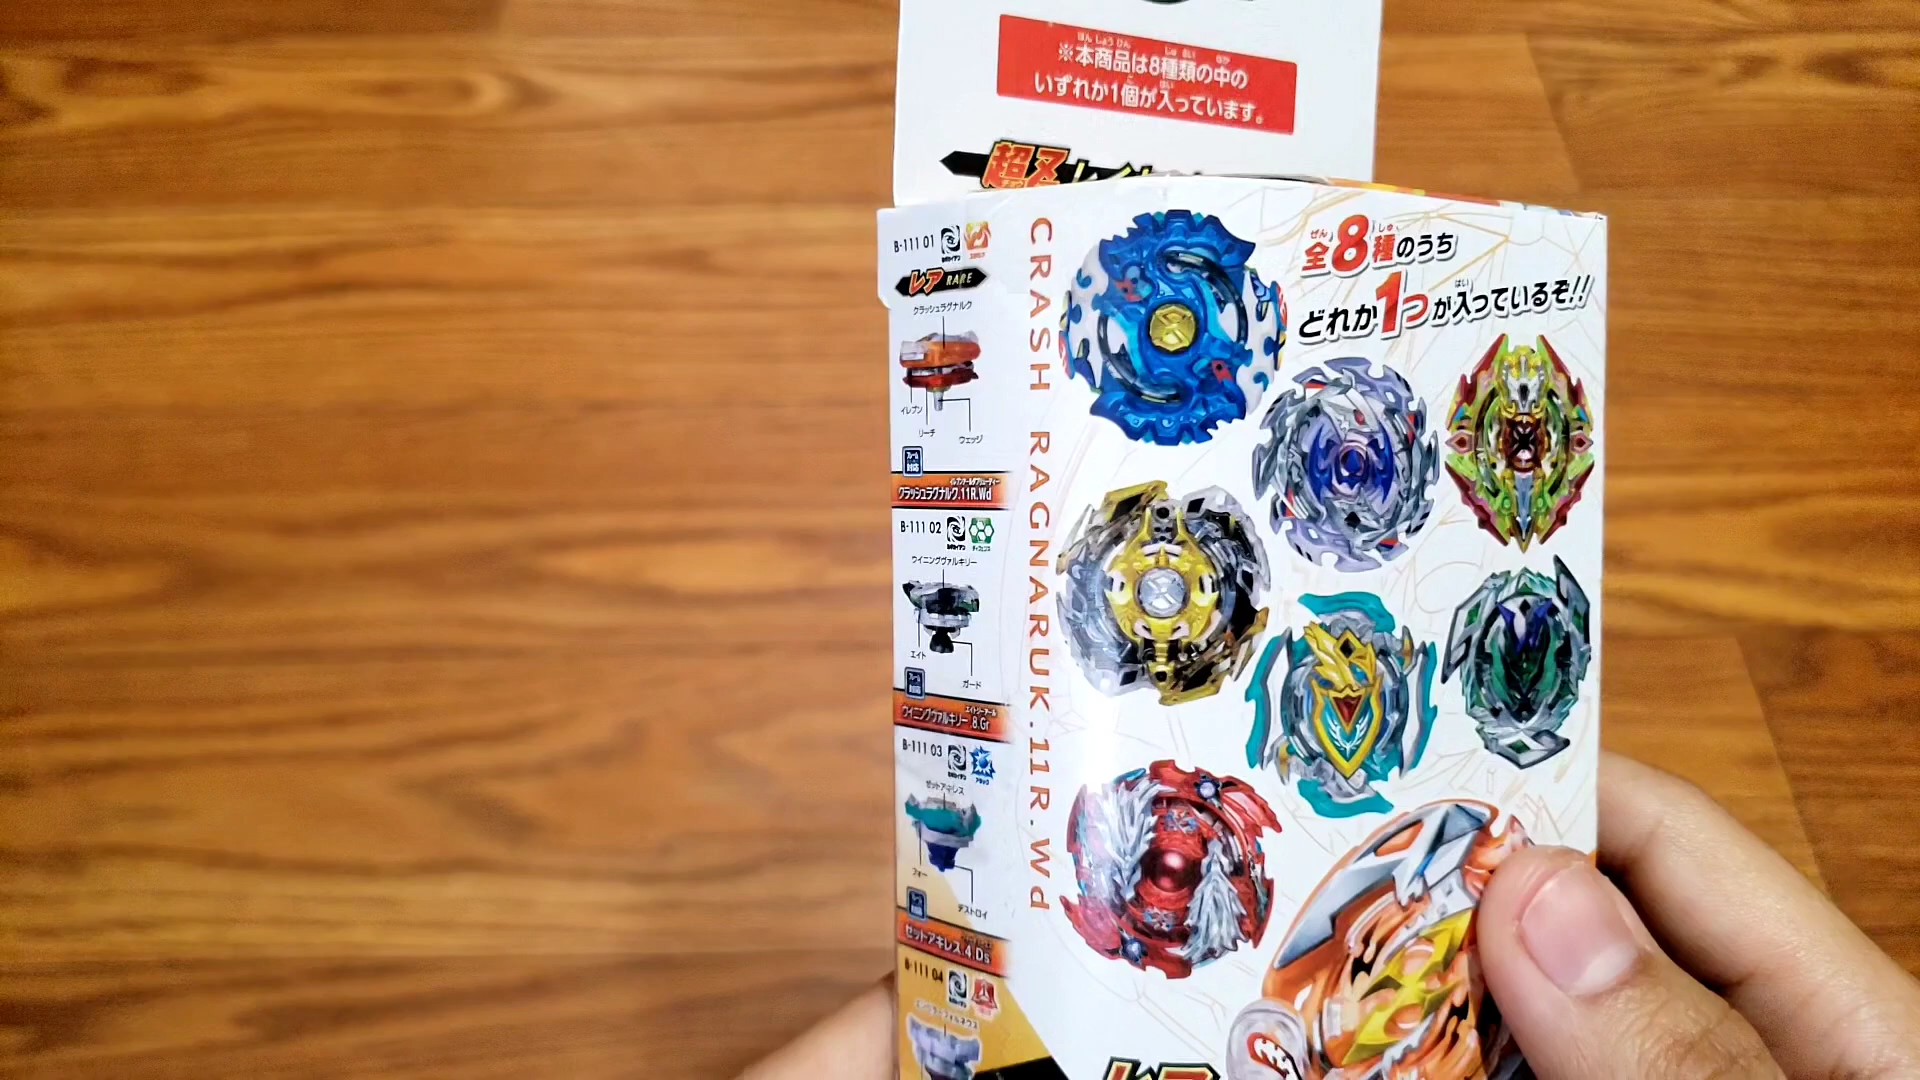 ※本商品は8種類の中の
いずれか1個が入っています。
B-111 01
レア RARE
クラッシュラグナルク
イレブン
リーチ
ウェッジ
クラッシュラグナルク.11R.Wd
B-111 02
ウイニングヴァルキリー
エイト
ガード
ウイニングヴァルキリー.8.Gr
B-111 03
ゼットアキレス
フォー
デストロイ
ゼットアキレス.4.Ds
B-111 04
CRASH RAGNARUK.11R.Wd
全8種のうち
どれか1つが入っているぞ!!
レア